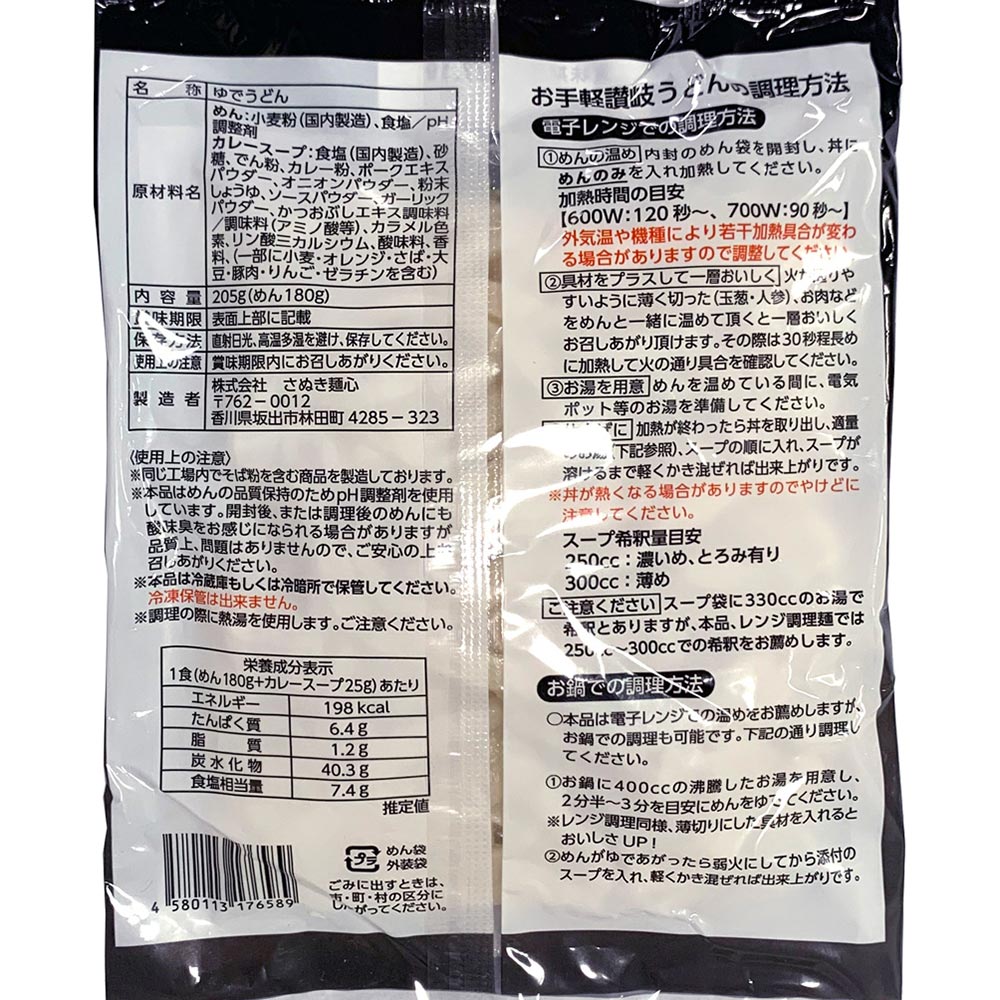 名称 ゆでうどん
原材料名 めん:小麦粉(国内製造)、食塩/pH
調整剤
カレースープ:食塩(国内製造)、砂
糖、でん粉、カレー粉、ポークエキス
パウダー、オニオンパウダー、粉末
しょうゆ、ソースパウダー、ガーリック
パウダー、かつおぶしエキス調味料
/調味料(アミノ酸等)、カラメル色
素、リン酸三カルシウム、酸味料、香
料、(一部に小麦・オレンジ・さば・大
豆・豚肉・りんご・ゼラチンを含む)
内容量 205g(めん180g)
味期限 表面上部に記載
保存方法 直射日光、高温多湿を避け、保存してください。
使用上の注意 賞味期限内にお召しあがりください。
製造者 株式会社 さぬき麺心
〒762-0012
香川県坂出市林田町4285-323
〈使用上の注意〉
※同じ工場内でそば粉を含む商品を製造しております。
※本品はめんの品質保持のためpH調整剤を使用
しています。開封後、または調理後のめんにも
酸味臭をお感じになられる場合がありますが
品質上、問題はありませんので、ご安心の上
召しあがりください。
※本品は冷蔵庫もしくは冷暗所で保管してください。
冷凍保管は出来ません。
※調理の際に熱湯を使用します。ご注意ください。
栄養成分表示
1食(めん180g+カレースープ25g)あたり
エネルギー 198kcal
たんぱく質 6.4g
脂質 1.2g
炭水化物 40.3g
食塩相当量 7.4g
推定値
4 580113 176589
プラ めん袋
外装袋
ごみに出すときは、
市・町・村の区分に
がってください。
お手軽讃岐うどんの調理方法
電子レンジでの調理方法
①めんの温め 内封のめん袋を開封し、丼に
めんのみを入れ加熱してください。
加熱時間の目安
【600W:120秒~、700W:90秒~】
外気温や機種により若干加熱具合が変わ
る場合がありますので調整してください
②具材をプラスして一層おいしく 火が通りや
すいように薄く切った(玉葱・人参)、お肉など
をめんと一緒に温めて頂くと一層おいしく
お召しあがり頂けます。その際は30秒程長め
に加熱して火の通り具合を確認してください。
③お湯を用意 めんを温めている間に、電気
ポット等のお湯を準備してください。
に 加熱が終わったら丼を取り出し、適量
のお湯(下記参照)、スープの順に入れ、スープが
溶けるまで軽くかき混ぜれば出来上がりです。
※丼が熱くなる場合がありますのでやけどに
注意してください。
スープ希釈量目安
250cc:濃いめ、とろみ有り
300cc:薄め
ご注意ください スープ袋に330ccのお湯で
希釈とありますが、本品、レンジ調理麺では
250cc~300ccでの希釈をお薦めします。
お鍋での調理方法
○本品は電子レンジでの温めをお薦めしますが、
お鍋での調理も可能です。下記の通り調理し
てください。
①お鍋に400ccの沸騰したお湯を用意し、
2分半~3分を目安にめんをゆでてください。
※レンジ調理同様、薄切りにした具材を入れると
おいしさUP!
②めんがゆであがったら弱火にしてから添付の
スープを入れ、軽くかき混ぜれば出来上がりです。